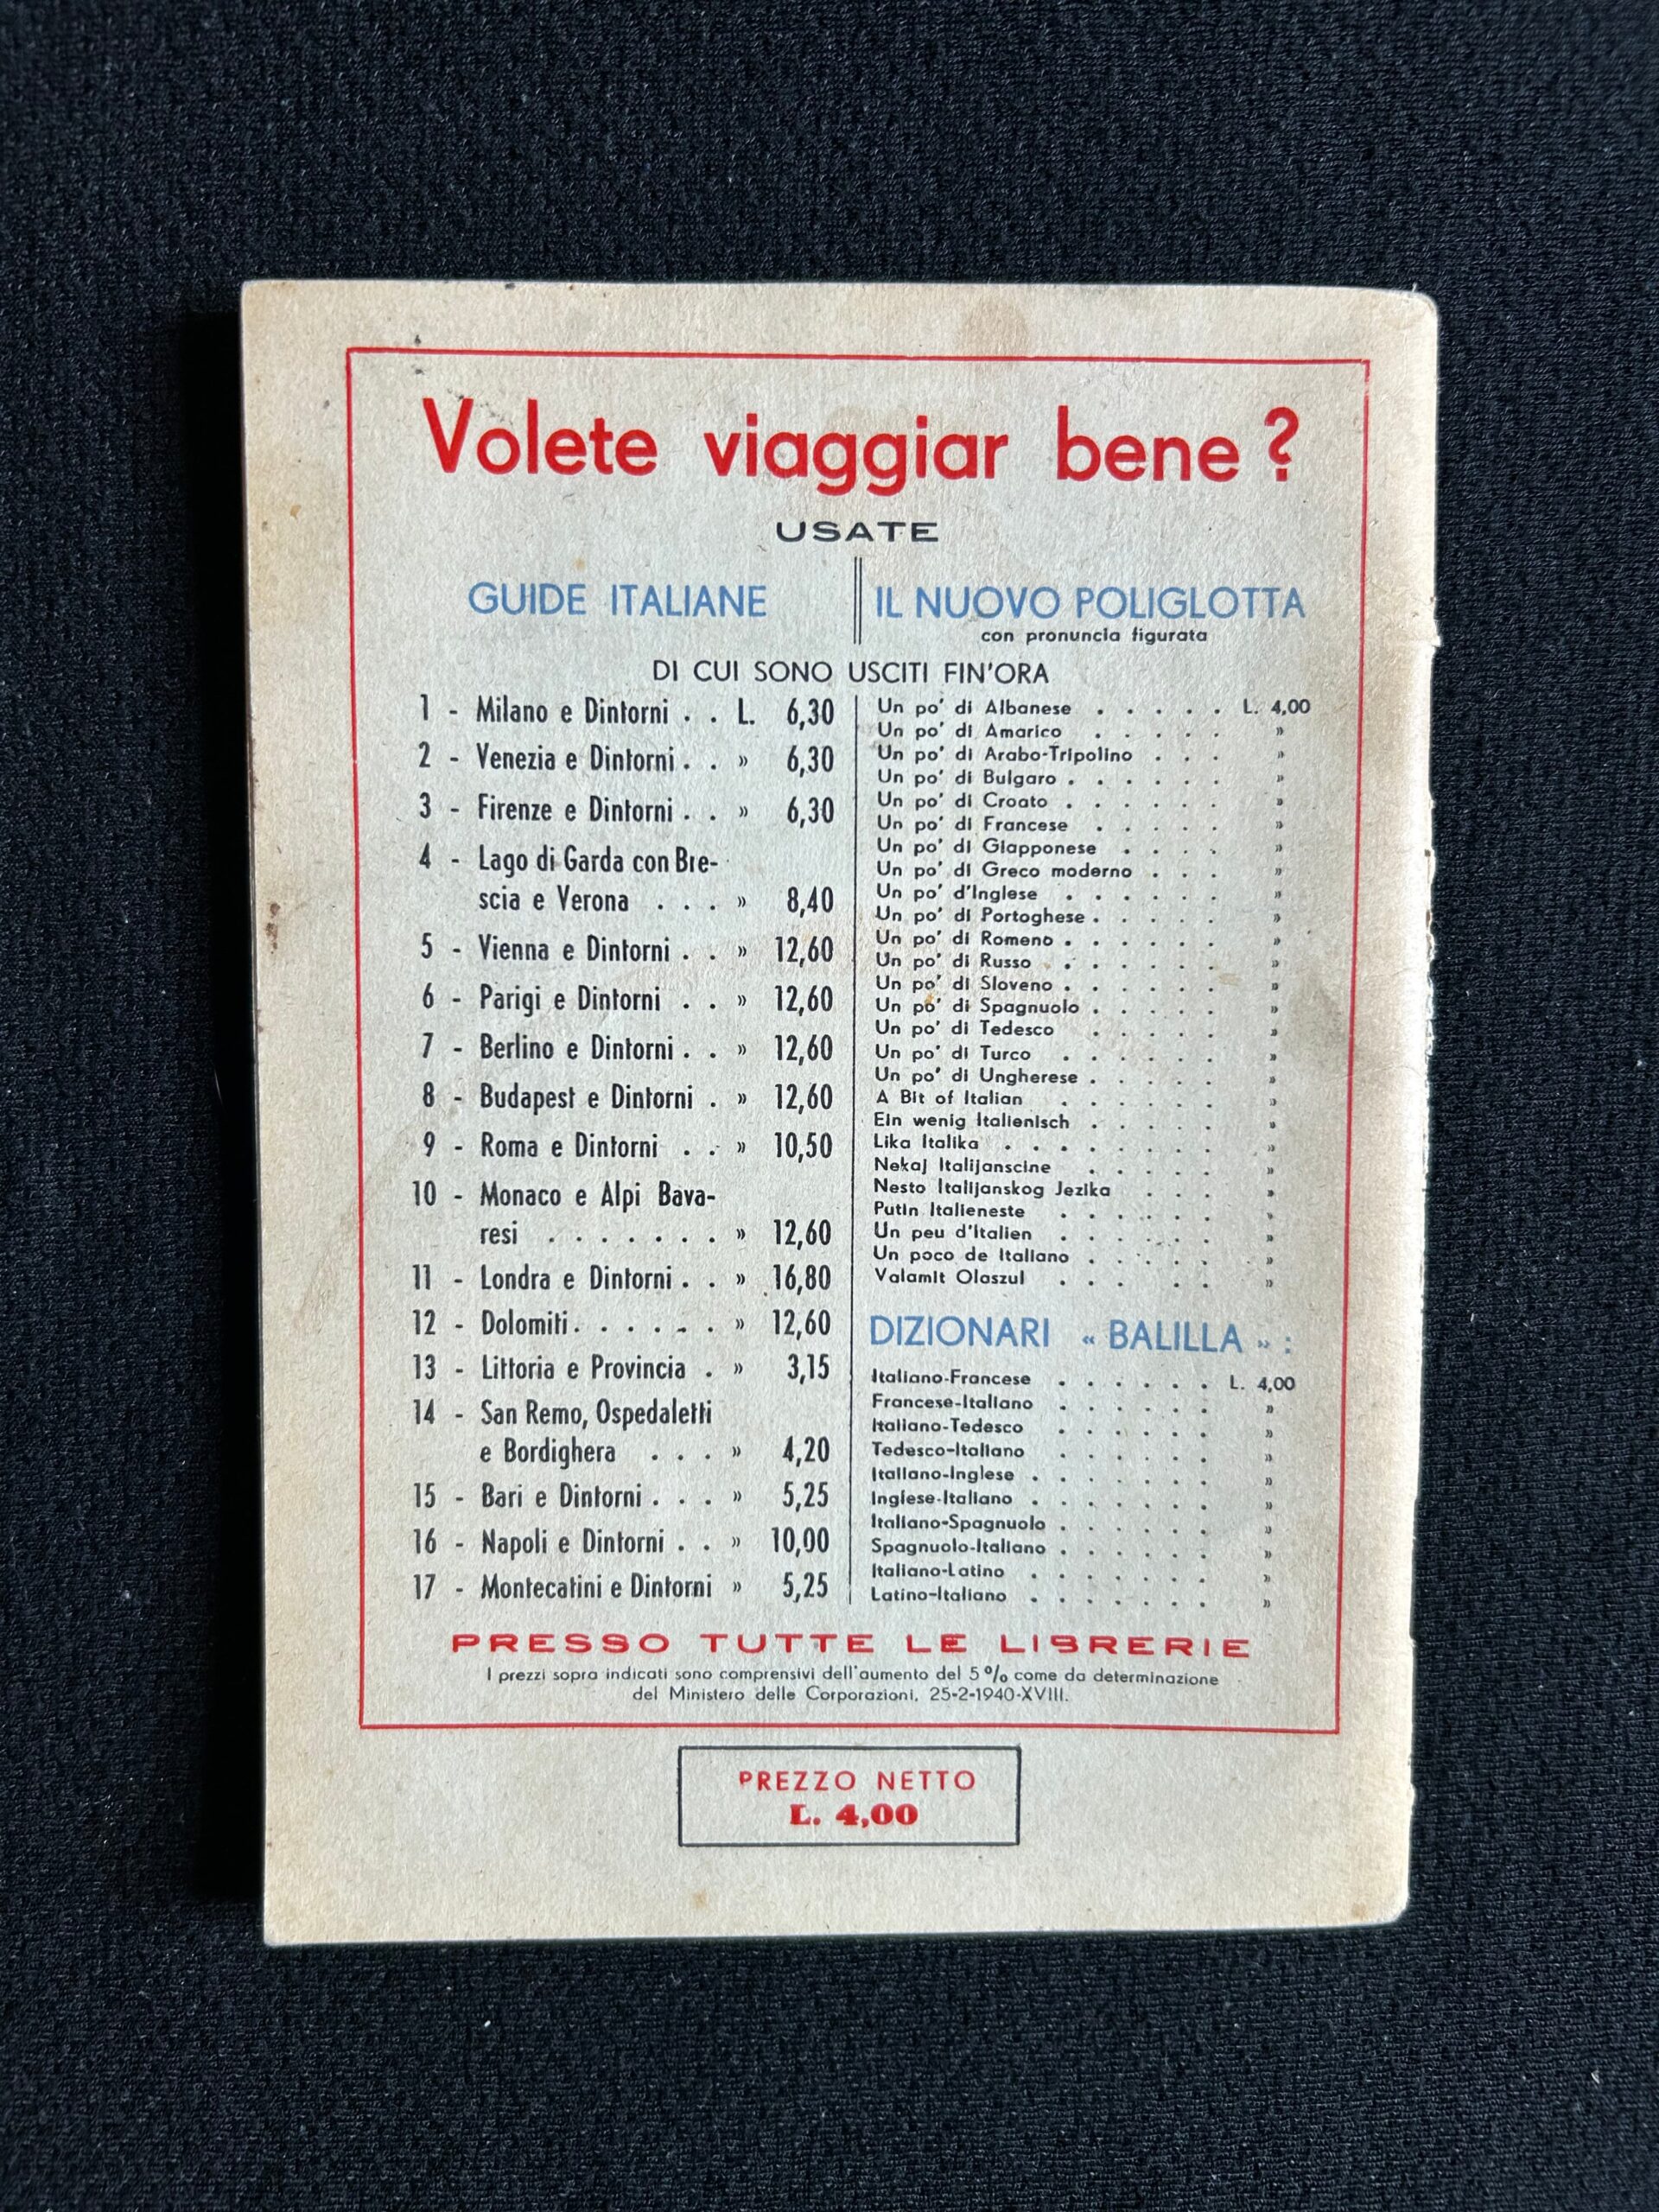 Volete viaggiar bene ?
USATE
GUIDE ITALIANE
IL NUOVO POLIGLOTTA
con pronuncia figurata
DI CUI SONO USCITI FIN'ORA
1 - Milano e Dintorni . . L. 6,30
2 - Venezia e Dintorni . . » 6,30
3 - Firenze e Dintorni . . » 6,30
4 - Lago di Garda con Bre-
scia e Verona . . . » 8,40
5 - Vienna e Dintorni . . » 12,60
6 - Parigi e Dintorni . . » 12,60
7 - Berlino e Dintorni . . » 12,60
8 - Budapest e Dintorni . » 12,60
9 - Roma e Dintorni . . » 10,50
10 - Monaco e Alpi Bava-
resi . . . . . . . » 12,60
11 - Londra e Dintorni . . » 16,80
12 - Dolomiti . . . . . . » 12,60
13 - Littoria e Provincia . » 3,15
14 - San Remo, Ospedaletti
e Bordighera . . . » 4,20
15 - Bari e Dintorni . . . » 5,25
16 - Napoli e Dintorni . . » 10,00
17 - Montecatini e Dintorni » 5,25
Un po' di Albanese . . . . . L. 4,00
Un po' di Amarico . . . . . »
Un po' di Arabo-Tripolino . . . »
Un po' di Bulgaro . . . . . . »
Un po' di Croato . . . . . . »
Un po' di Francese . . . . . »
Un po' di Giapponese . . . . »
Un po' di Greco moderno . . . »
Un po' d'Inglese . . . . . . »
Un po' di Portoghese . . . . . »
Un po' di Romeno . . . . . . »
Un po' di Russo . . . . . . »
Un po' di Sloveno . . . . . . »
Un po' di Spagnuolo . . . . . »
Un po' di Tedesco . . . . . »
Un po' di Turco . . . . . . »
Un po' di Ungherese . . . . . »
A Bit of Italian . . . . . . »
Ein wenig Italienisch . . . . . »
Lika Italika . . . . . . . . »
Nekaj Italijanscine . . . . . »
Nesto Italijanskog Jezika . . . »
Putin Italieneste . . . . . . »
Un peu d'Italien . . . . . . »
Un poco de Italiano . . . . . »
Valamit Olaszul . . . . . »
DIZIONARI « BALILLA » :
Italiano-Francese . . . . . . L. 4,00
Francese-Italiano . . . . . . »
Italiano-Tedesco . . . . . . »
Tedesco-Italiano . . . . . . »
Italiano-Inglese . . . . . . . »
Inglese-Italiano . . . . . . . »
Italiano-Spagnuolo . . . . . . »
Spagnuolo-Italiano . . . . . . »
Italiano-Latino . . . . . . . »
Latino-Italiano . . . . . . . »
PRESSO TUTTE LE LIBRERIE
I prezzi sopra indicati sono comprensivi dell'aumento del 5 % come da determinazione
del Ministero delle Corporazioni, 25-2-1940-XVIII.
PREZZO NETTO
L. 4,00